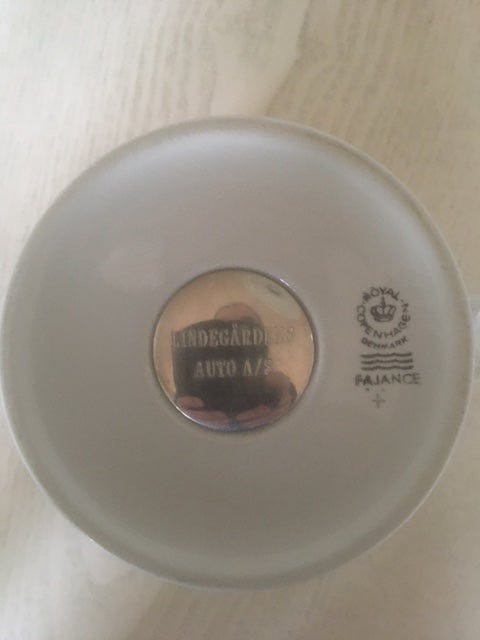 LINDEGÅRDENS
AUTO A/S
ROYAL
COPENHAGEN
DENMARK
FAJANCE